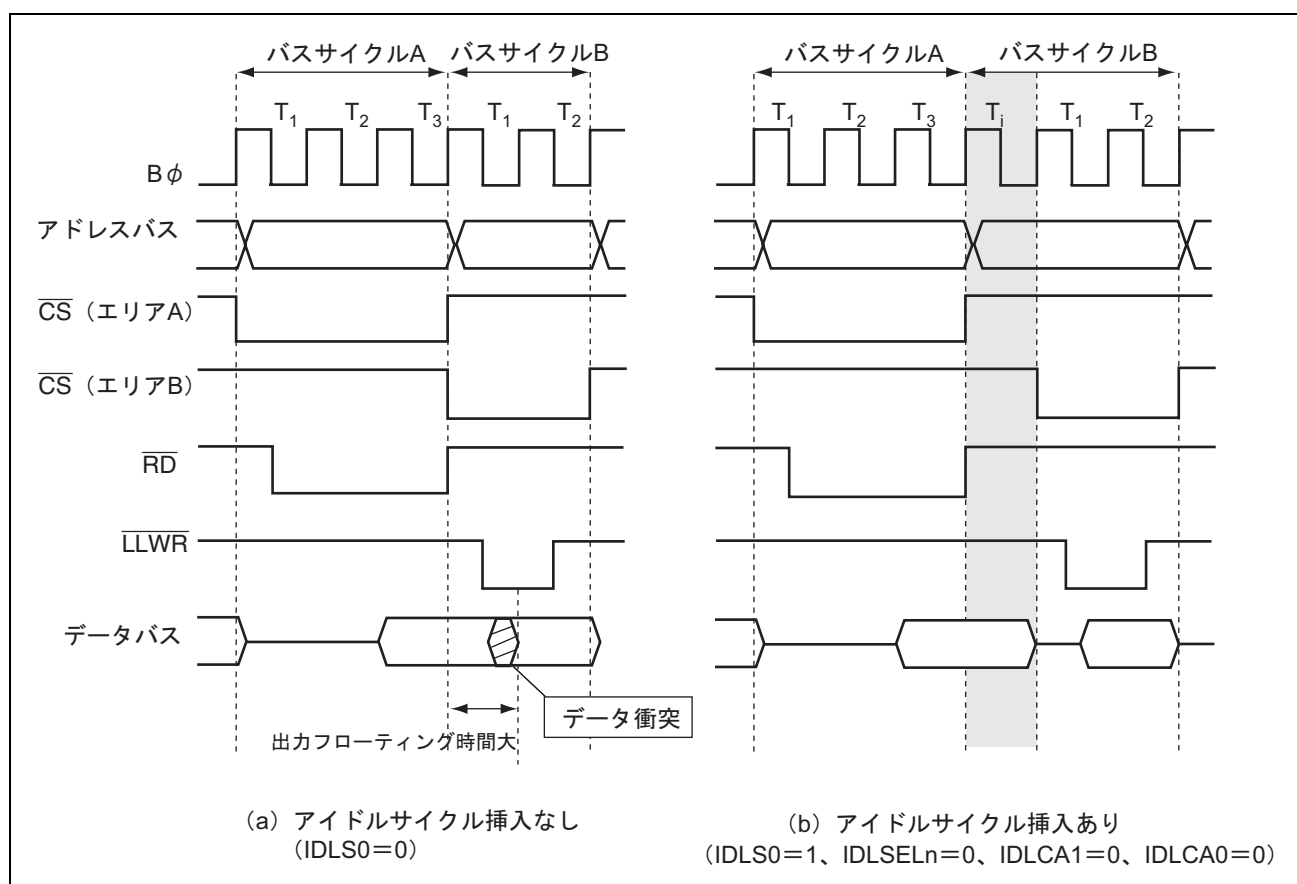 バスサイクルA バスサイクルB バスサイクルA バスサイクルB
T1 T2 T3 T1 T2 T1 T2 T3 Ti T1 T2
Bφ
アドレスバス
CS（エリアA）
CS（エリアB）
RD
LLWR
データバス
データ衝突
出力フローティング時間大
（a）アイドルサイクル挿入なし
（IDLS0＝0）
（b）アイドルサイクル挿入あり
（IDLS0＝1、IDLSELn＝0、IDLCA1＝0、IDLCA0＝0）